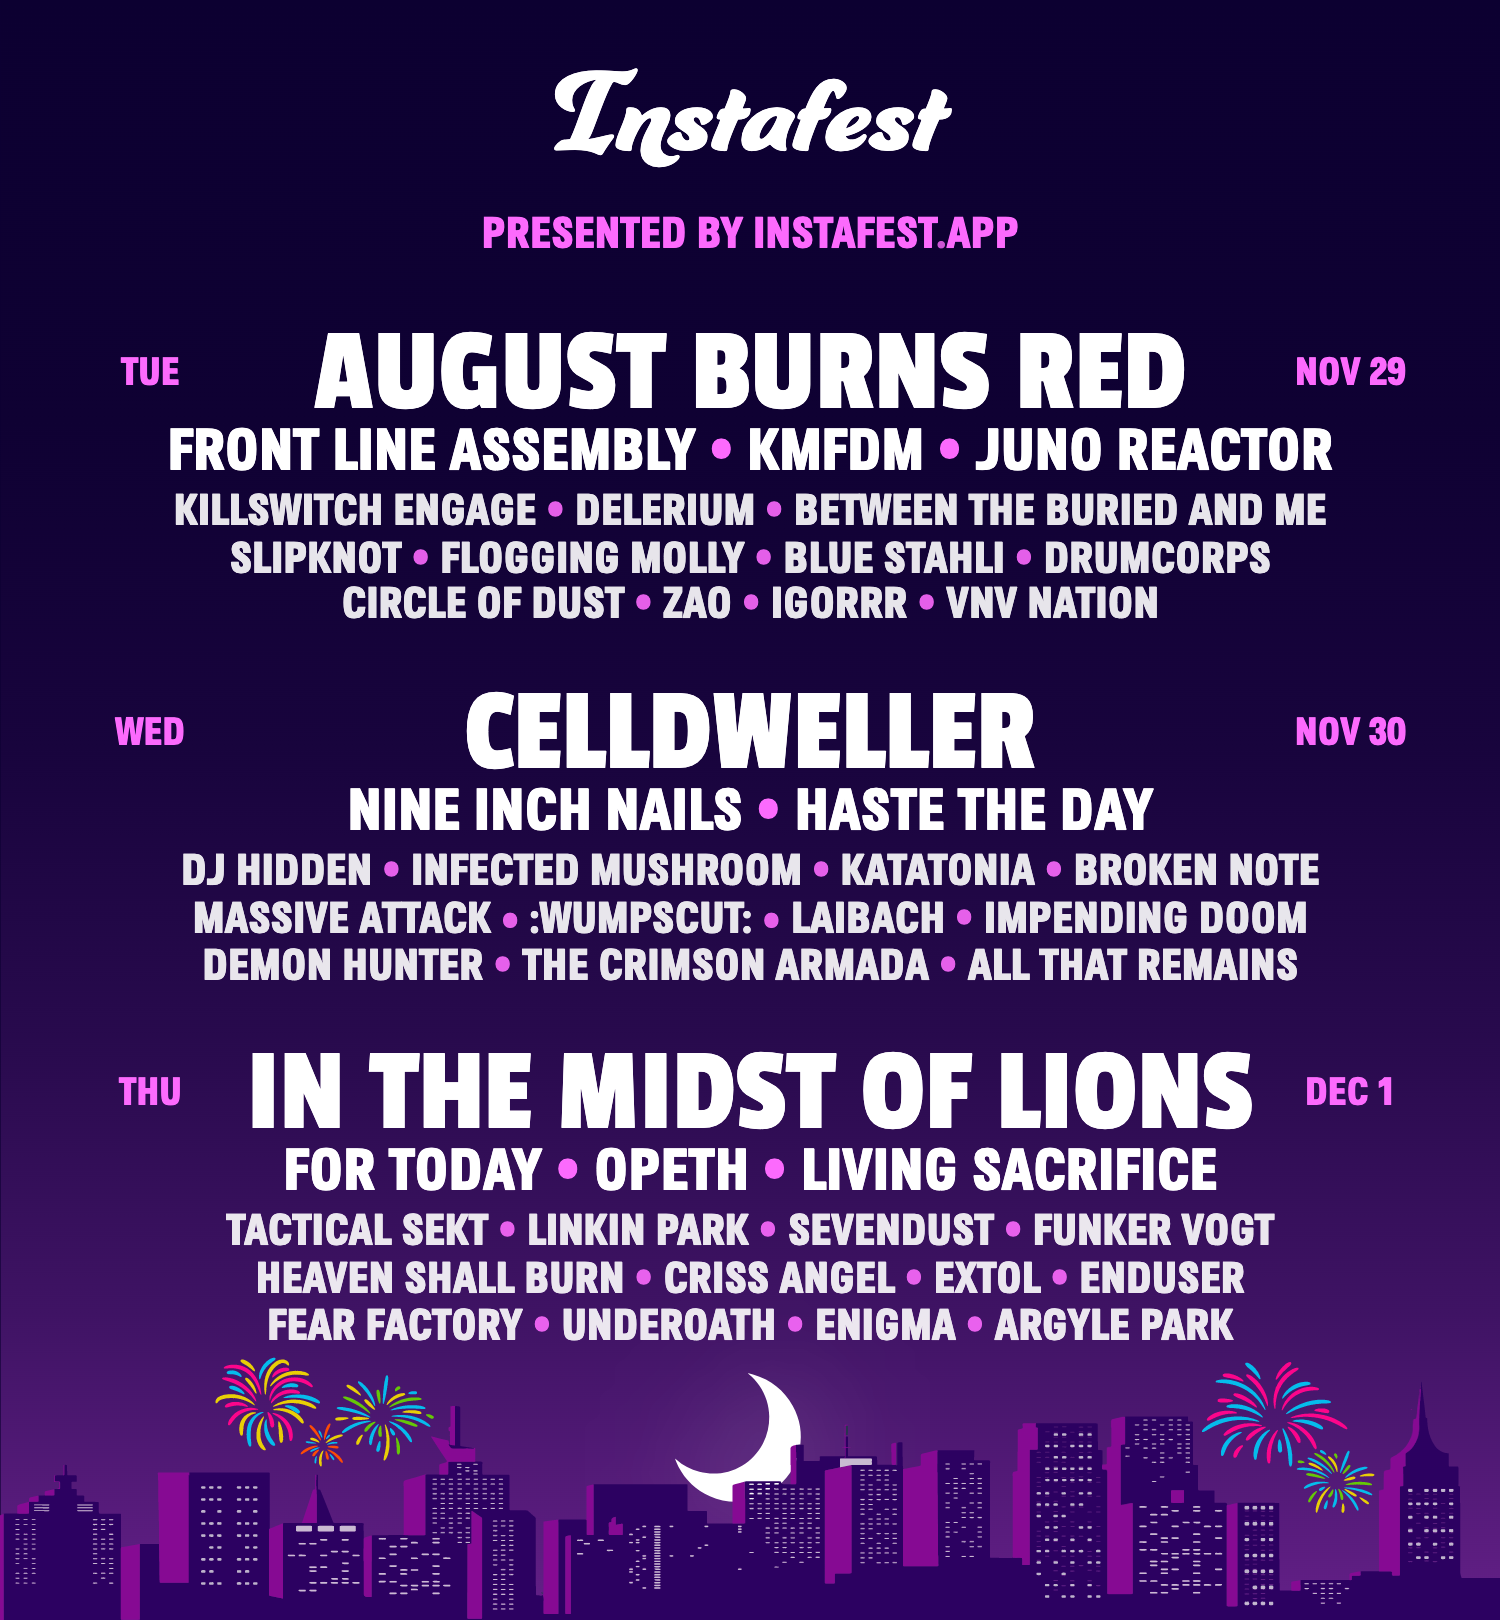 Instafest
PRESENTED BY INSTAFEST.APP
TUE
AUGUST BURNS RED
NOV 29
FRONT LINE ASSEMBLY • KMFDM • JUNO REACTOR
KILLSWITCH ENGAGE • DELERIUM • BETWEEN THE BURIED AND ME
SLIPKNOT • FLOGGING MOLLY • BLUE STAHLI • DRUMCORPS
CIRCLE OF DUST • ZAO • IGORRR • VNV NATION
WED
CELLDWELLER
NOV 30
NINE INCH NAILS • HASTE THE DAY
DJ HIDDEN • INFECTED MUSHROOM • KATATONIA • BROKEN NOTE
MASSIVE ATTACK • :WUMPSCUT: • LAIBACH • IMPENDING DOOM
DEMON HUNTER • THE CRIMSON ARMADA • ALL THAT REMAINS
THU
IN THE MIDST OF LIONS
DEC 1
FOR TODAY • OPETH • LIVING SACRIFICE
TACTICAL SEKT • LINKIN PARK • SEVENDUST • FUNKER VOGT
HEAVEN SHALL BURN • CRISS ANGEL • EXTOL • ENDUSER
FEAR FACTORY • UNDEROATH • ENIGMA • ARGYLE PARK